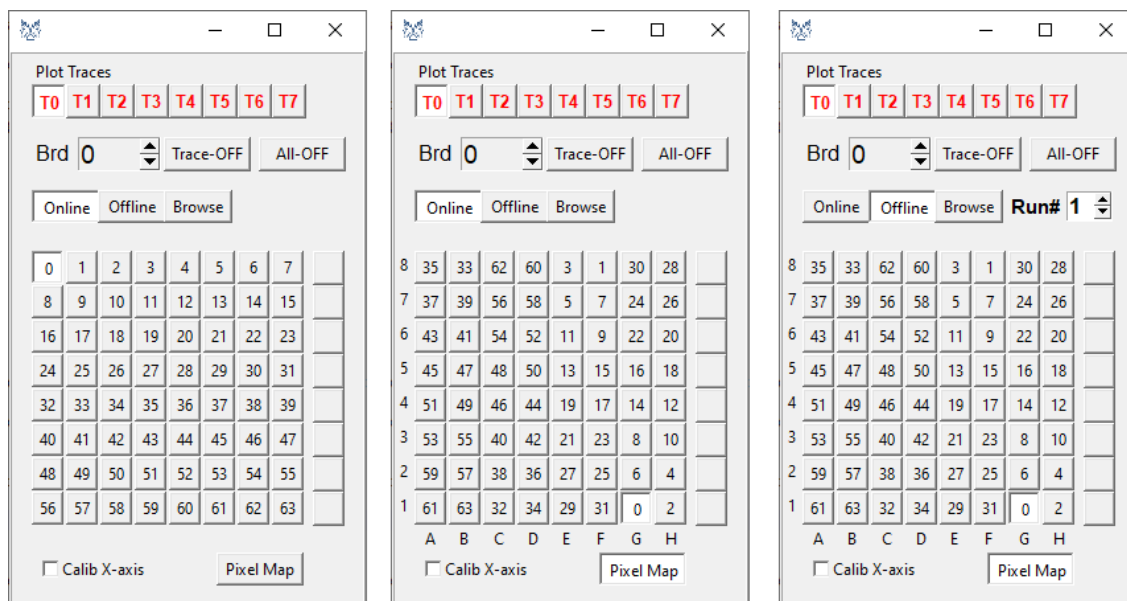 Plot Traces
T0 T1 T2 T3 T4 T5 T6 T7
Brd 0 Trace-OFF All-OFF
Online Offline Browse
0 1 2 3 4 5 6 7
8 9 10 11 12 13 14 15
16 17 18 19 20 21 22 23
24 25 26 27 28 29 30 31
32 33 34 35 36 37 38 39
40 41 42 43 44 45 46 47
48 49 50 51 52 53 54 55
56 57 58 59 60 61 62 63
Calib X-axis Pixel Map
Plot Traces
T0 T1 T2 T3 T4 T5 T6 T7
Brd 0 Trace-OFF All-OFF
Online Offline Browse
8 35 33 62 60 3 1 30 28
7 37 39 56 58 5 7 24 26
6 43 41 54 52 11 9 22 20
5 45 47 48 50 13 15 16 18
4 51 49 46 44 19 17 14 12
3 53 55 40 42 21 23 8 10
2 59 57 38 36 27 25 6 4
1 61 63 32 34 29 31 0 2
A B C D E F G H
Calib X-axis Pixel Map
Plot Traces
T0 T1 T2 T3 T4 T5 T6 T7
Brd 0 Trace-OFF All-OFF
Online Offline Browse Run# 1
8 35 33 62 60 3 1 30 28
7 37 39 56 58 5 7 24 26
6 43 41 54 52 11 9 22 20
5 45 47 48 50 13 15 16 18
4 51 49 46 44 19 17 14 12
3 53 55 40 42 21 23 8 10
2 59 57 38 36 27 25 6 4
1 61 63 32 34 29 31 0 2
A B C D E F G H
Calib X-axis Pixel Map